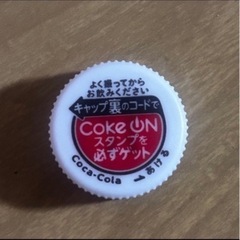 よく振ってから
お飲みください
キャップ裏のコードで
Coke ON
スタンプを
必ずゲット
Coca-Cola
あける